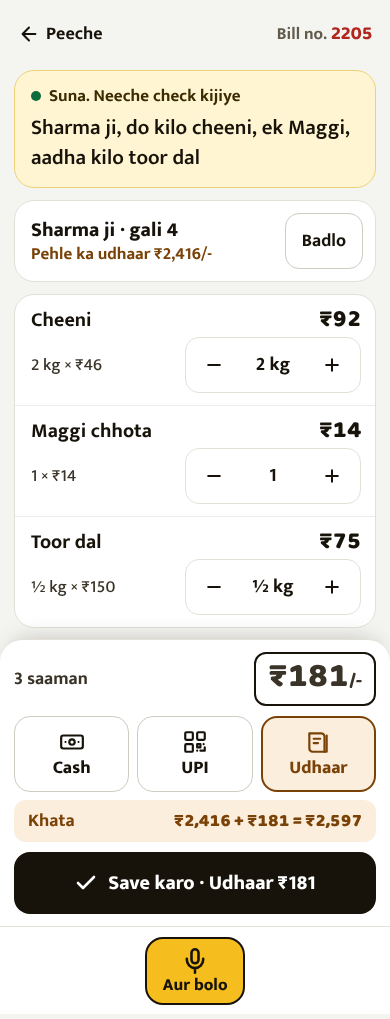 Peeche
Bill no. 2205
Suna. Neeche check kijiye
Sharma ji, do kilo cheeni, ek Maggi,
aadha kilo toor dal
Sharma ji · gali 4
Pehle ka udhaar ₹2,416/-
Badlo
Cheeni
₹92
2 kg × ₹46
− 2 kg +
Maggi chhota
₹14
1 × ₹14
− 1 +
Toor dal
₹75
½ kg × ₹150
− ½ kg +
3 saaman
₹181/-
Cash
UPI
Udhaar
Khata
₹2,416 + ₹181 = ₹2,597
Save karo · Udhaar ₹181
Aur bolo